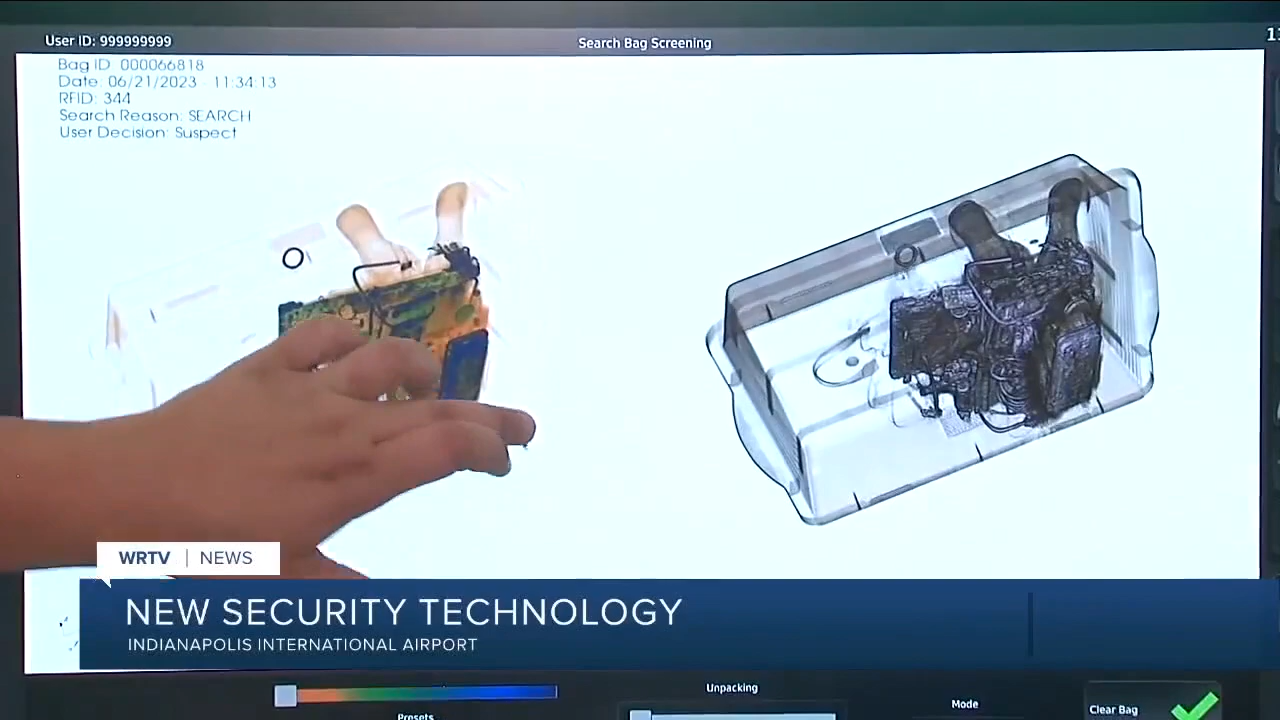 User ID: 999999999
Search Bag Screening
Bag ID: 000066818
Date: 06/21/2023 - 11:34:13
RFID: 344
Search Reason: SEARCH
User Decision: Suspect
WRTV | NEWS
NEW SECURITY TECHNOLOGY
INDIANAPOLIS INTERNATIONAL AIRPORT
Unpacking
Presets
Mode
Clear Bag